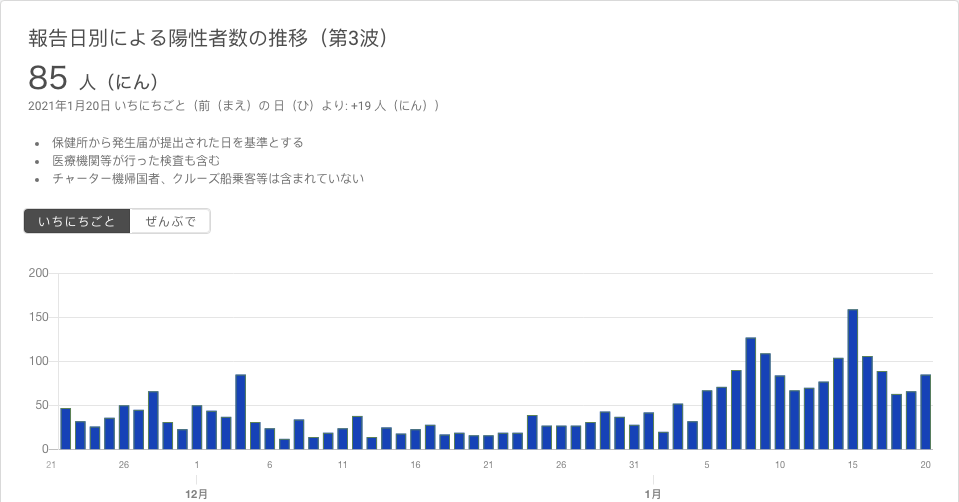 報告日別による陽性者数の推移（第3波）
85 人（にん）
2021年1月20日 いちにちごと（前（まえ）の 日（ひ）より: +19 人（にん））
保健所から発生届が提出された日を基準とする
医療機関等が行った検査も含む
チャーター機帰国者、クルーズ船乗客等は含まれていない
いちにちごと ぜんぶで
200
150
100
50
0
21 26 1 6 11 16 21 26 31 5 10 15 20
12月 1月